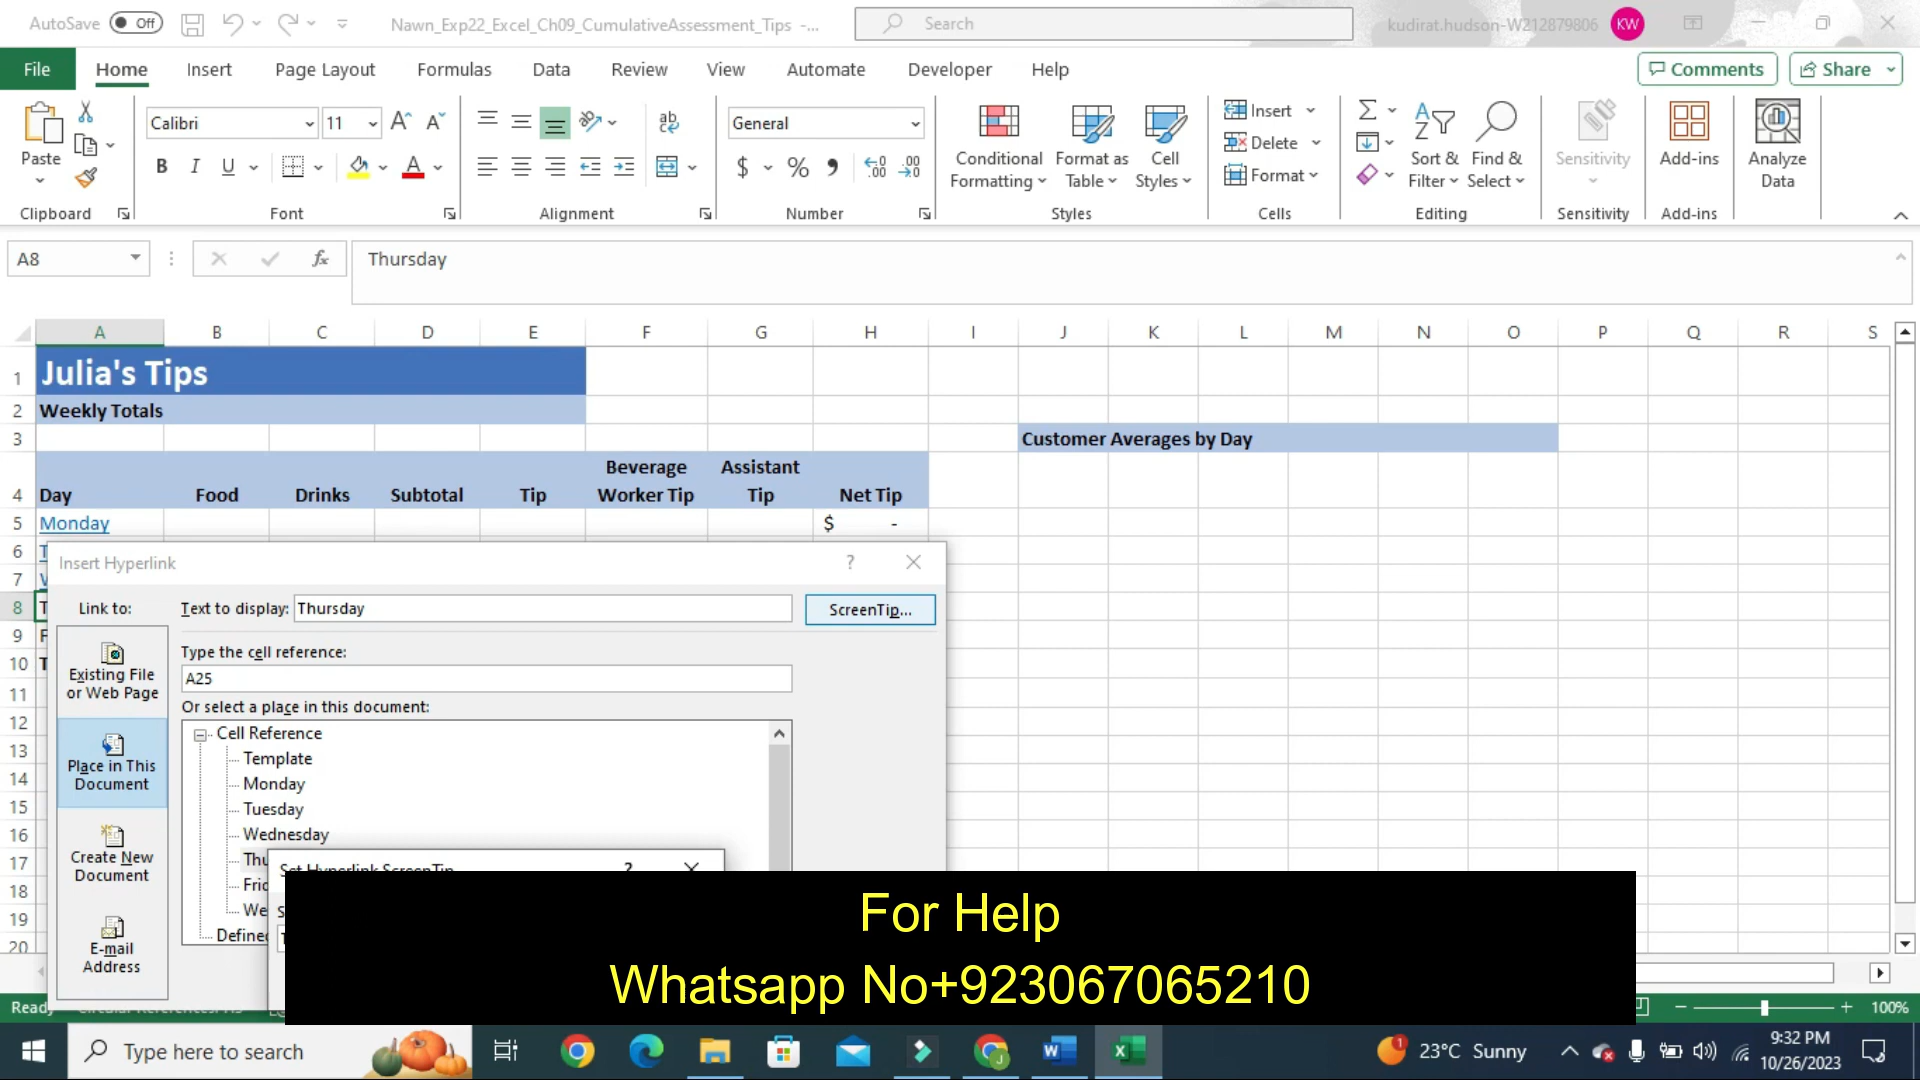 AutoSave Off Nawn_Exp22_Excel_Ch09_CumulativeAssessment_Tips -... Search kudirat.hudson-W212879806 KW
File Home Insert Page Layout Formulas Data Review View Automate Developer Help Comments Share
Calibri 11 General
Paste
B I U A $ % 9
Conditional Formatting
Format as Table
Cell Styles
Insert
Delete
Format
Sort & Filter
Find & Select
Sensitivity
Add-ins
Analyze Data
Clipboard Font Alignment Number Styles Cells Editing Sensitivity Add-ins
A8 fx Thursday
A B C D E F G H I J K L M N O P Q R S
1 Julia's Tips
2 Weekly Totals
3 Customer Averages by Day
Beverage Assistant
4 Day Food Drinks Subtotal Tip Worker Tip Tip Net Tip
5 Monday $ -
6
7
8
9
10
11
12
13
14
15
16
17
18
19
20
Insert Hyperlink ?
Link to: Text to display: Thursday ScreenTip...
Existing File or Web Page
Place in This Document
Create New Document
E-mail Address
Type the cell reference:
A25
Or select a place in this document:
Cell Reference
Template
Monday
Tuesday
Wednesday
Set Hyperlink ScreenTip ?
For Help
Whatsapp No+923067065210
Ready 100%
Type here to search 1 23°C Sunny 9:32 PM
10/26/2023